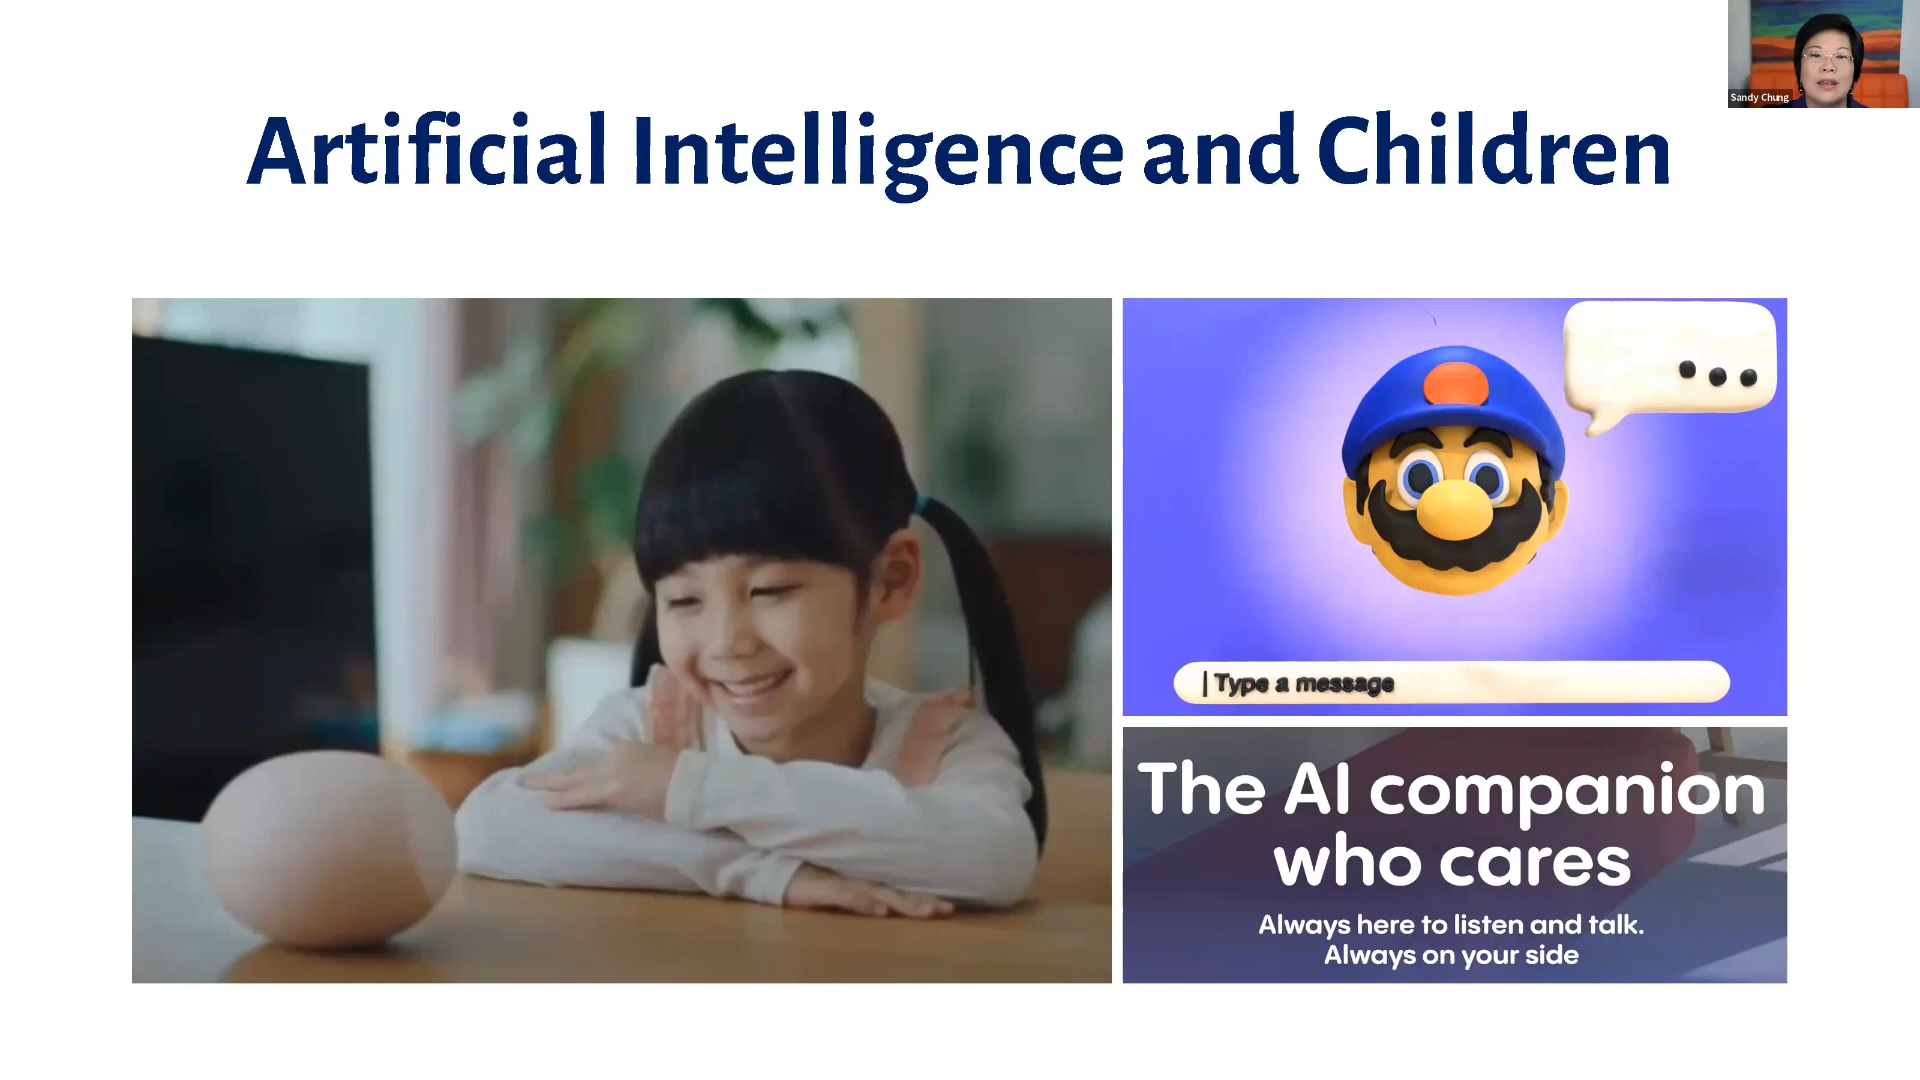 Sandy Chung
Artificial Intelligence and Children
Type a message
The AI companion
who cares
Always here to listen and talk.
Always on your side